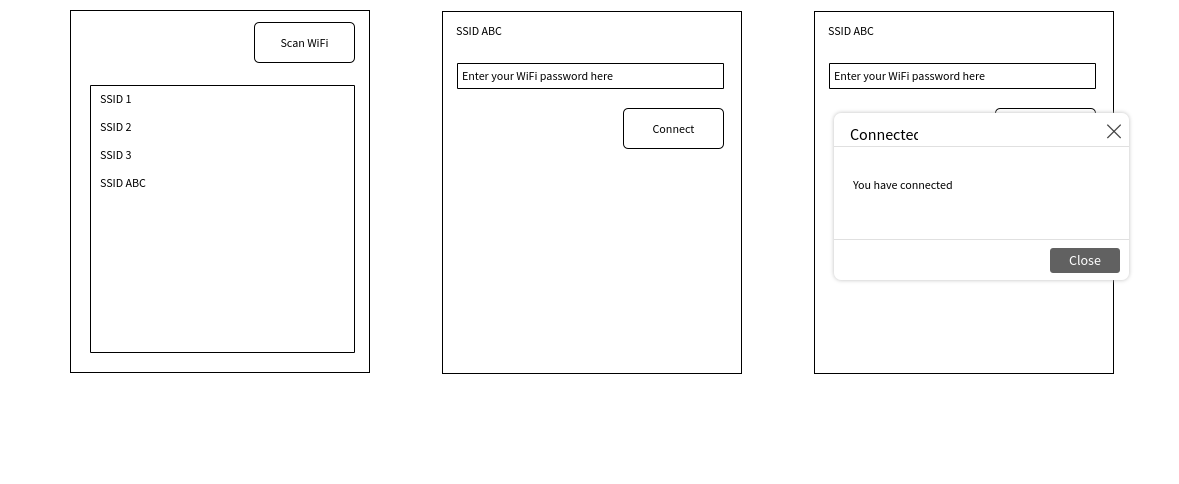 Scan WiFi
SSID 1
SSID 2
SSID 3
SSID ABC
SSID ABC
Enter your WiFi password here
Connect
SSID ABC
Enter your WiFi password here
Connected
You have connected
Close